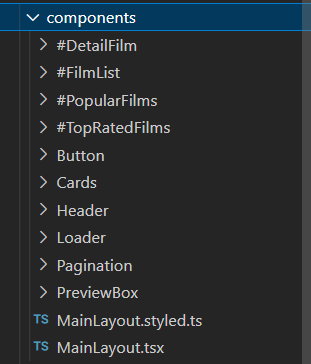 components
#DetailFilm
#FilmList
#PopularFilms
#TopRatedFilms
Button
Cards
Header
Loader
Pagination
PreviewBox
TS MainLayout.styled.ts
TS MainLayout.tsx